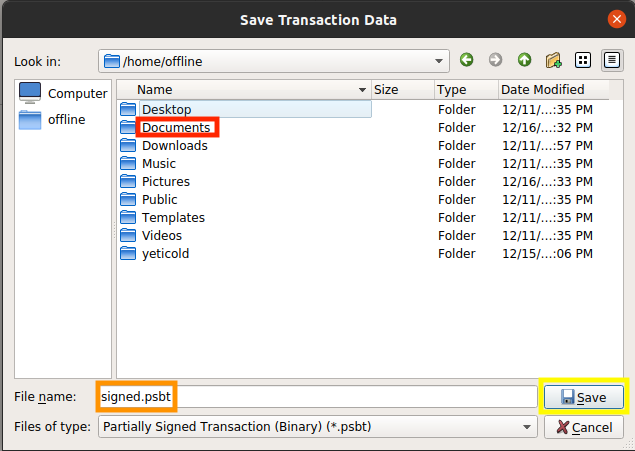 Save Transaction Data
Look in: /home/offline
Computer
offline
Name Size Type Date Modified
Desktop Folder 12/11/...:35 PM
Documents Folder 12/16/...:32 PM
Downloads Folder 12/11/...:57 PM
Music Folder 12/11/...:35 PM
Pictures Folder 12/16/...:33 PM
Public Folder 12/11/...:35 PM
Templates Folder 12/11/...:35 PM
Videos Folder 12/11/...:35 PM
yeticold Folder 12/15/...:06 PM
File name: signed.psbt Save
Files of type: Partially Signed Transaction (Binary) (*.psbt) Cancel